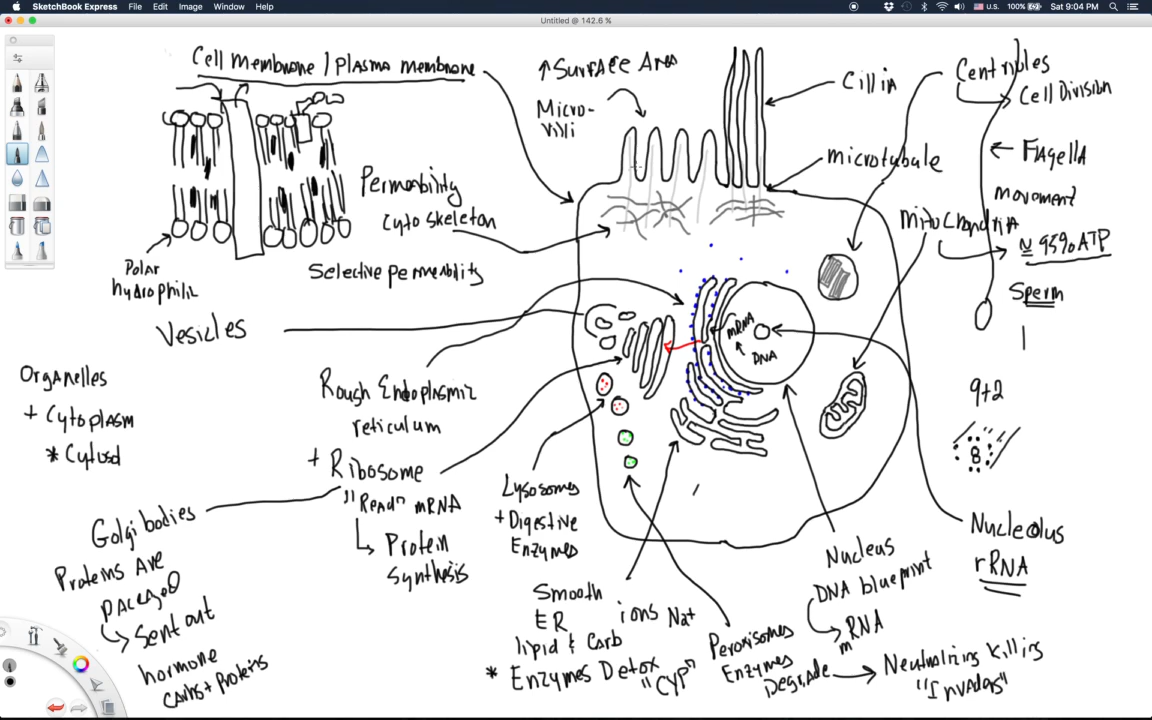 SketchBook Express File Edit Image Window Help
100% U.S. Sat 9:04 PM
Untitled @ 142.6 %
Cell membrane / plasma membrane
↑ Surface Area
Micro-
villi
Cillia
Centrioles
Cell Division
Flagella
movement
microtubule
Permability
Cyto skeleton
Selective permeability
Polar
hydrophilic
mitochondria
≈ 95% ATP
Sperm
Vesicles
mRNA
DNA
Organelles
+ Cytoplasm
* Cytosol
Rough Endoplasmic
reticulum
9+2
8
+ Ribosome
"Read" mRNA
Protein
synthesis
Golgi bodies
Proteins Are
packaged
Sent out
hormone
carbs + proteins
Lysosomes
+ Digestive
Enzymes
Smooth
ER
lipid & Carb
* Enzymes Detox
"CYP"
ions Na+
Peroxisomes
Enzymes
Degrade
Neutralizing killing
"Invaders"
Nucleus
DNA blueprint
mRNA
Nucleolus
rRNA